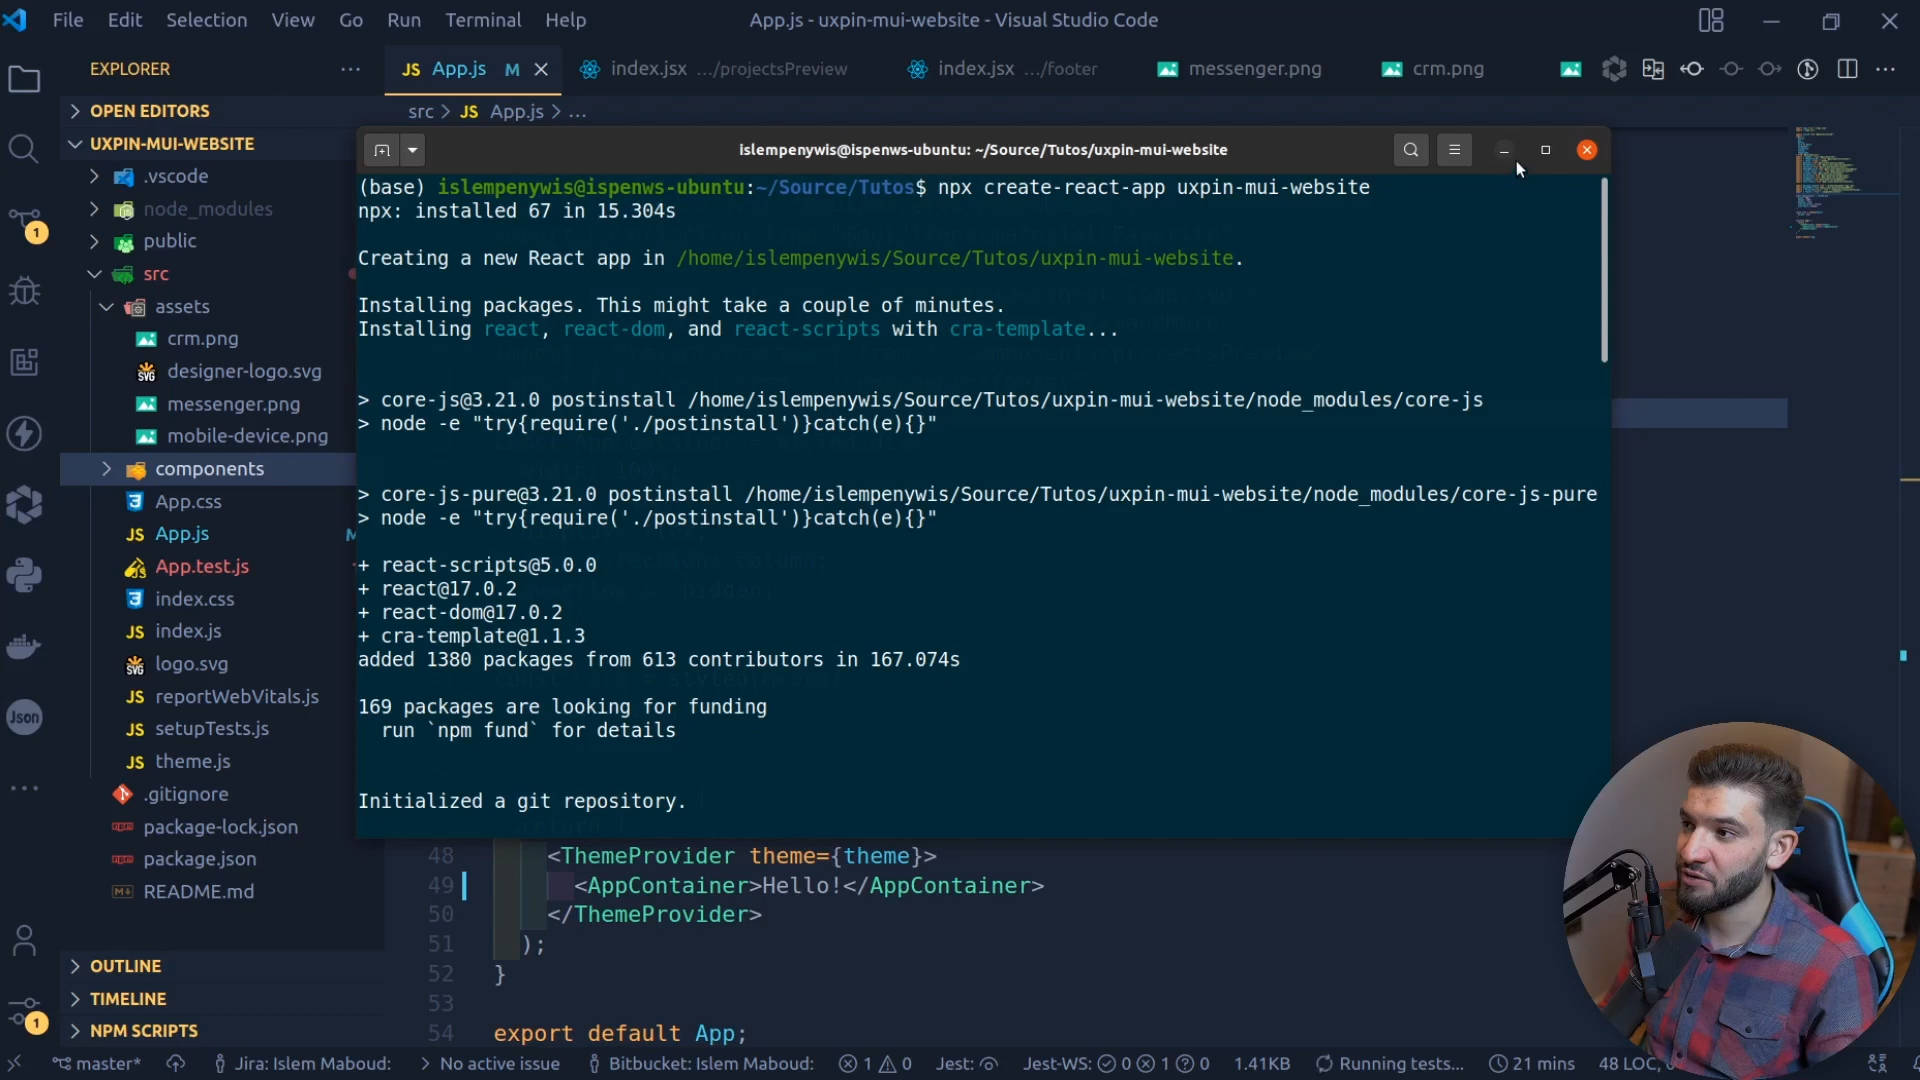 File Edit Selection View Go Run Terminal Help
App.js - uxpin-mui-website - Visual Studio Code
EXPLORER
JS App.js M
index.jsx .../projectsPreview
index.jsx .../footer
messenger.png
crm.png
OPEN EDITORS
src > JS App.js > ...
UXPIN-MUI-WEBSITE
.vscode
node_modules
public
src
assets
crm.png
designer-logo.svg
messenger.png
mobile-device.png
components
App.css
JS App.js M
App.test.js
index.css
JS index.js
logo.svg
JS reportWebVitals.js
JS setupTests.js
JS theme.js
.gitignore
package-lock.json
package.json
README.md
OUTLINE
TIMELINE
NPM SCRIPTS
1
Json
1
islempenywis@ispenws-ubuntu: ~/Source/Tutos/uxpin-mui-website
(base) islempenywis@ispenws-ubuntu:~/Source/Tutos$ npx create-react-app uxpin-mui-website
npx: installed 67 in 15.304s
Creating a new React app in /home/islempenywis/Source/Tutos/uxpin-mui-website.
Installing packages. This might take a couple of minutes.
Installing react, react-dom, and react-scripts with cra-template...
> core-js@3.21.0 postinstall /home/islempenywis/Source/Tutos/uxpin-mui-website/node_modules/core-js
> node -e "try{require('./postinstall')}catch(e){}"
> core-js-pure@3.21.0 postinstall /home/islempenywis/Source/Tutos/uxpin-mui-website/node_modules/core-js-pure
> node -e "try{require('./postinstall')}catch(e){}"
+ react-scripts@5.0.0
+ react@17.0.2
+ react-dom@17.0.2
+ cra-template@1.1.3
added 1380 packages from 613 contributors in 167.074s
169 packages are looking for funding
run `npm fund` for details
Initialized a git repository.
48 <ThemeProvider theme={theme}>
49 <AppContainer>Hello!</AppContainer>
50 </ThemeProvider>
51 );
52 }
53
54 export default App;
master* Jira: Islem Maboud: > No active issue Bitbucket: Islem Maboud: 1 0 Jest: Jest-WS: 0 1 0 1.41KB Running tests... 21 mins 48 LOC,